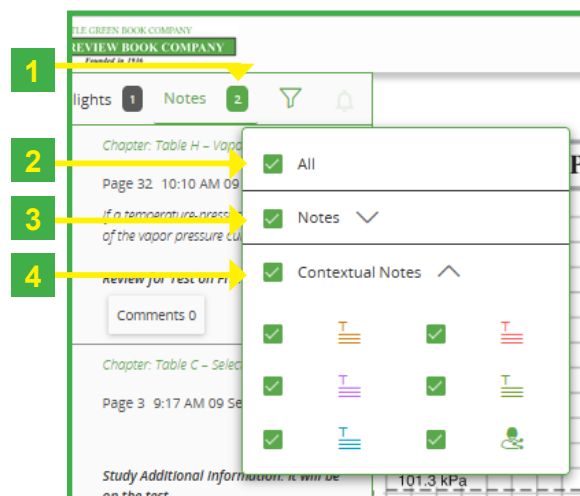 TLE GREEN BOOK COMPANY
REVIEW BOOK COMPANY
Founded in 1936
1
lights 1 Notes 2
2
Chapter: Table H – Vapo
All
Page 32 10:10 AM 09
3
Notes
If a temperature-press
of the vapor pressure cu
4
Contextual Notes
Review for Test on Fr
Comments 0
T T
Chapter: Table C – Selec
T T
Page 3 9:17 AM 09 Se
T
Study Additional Information. It will be
on the test
101.3 kPa
P